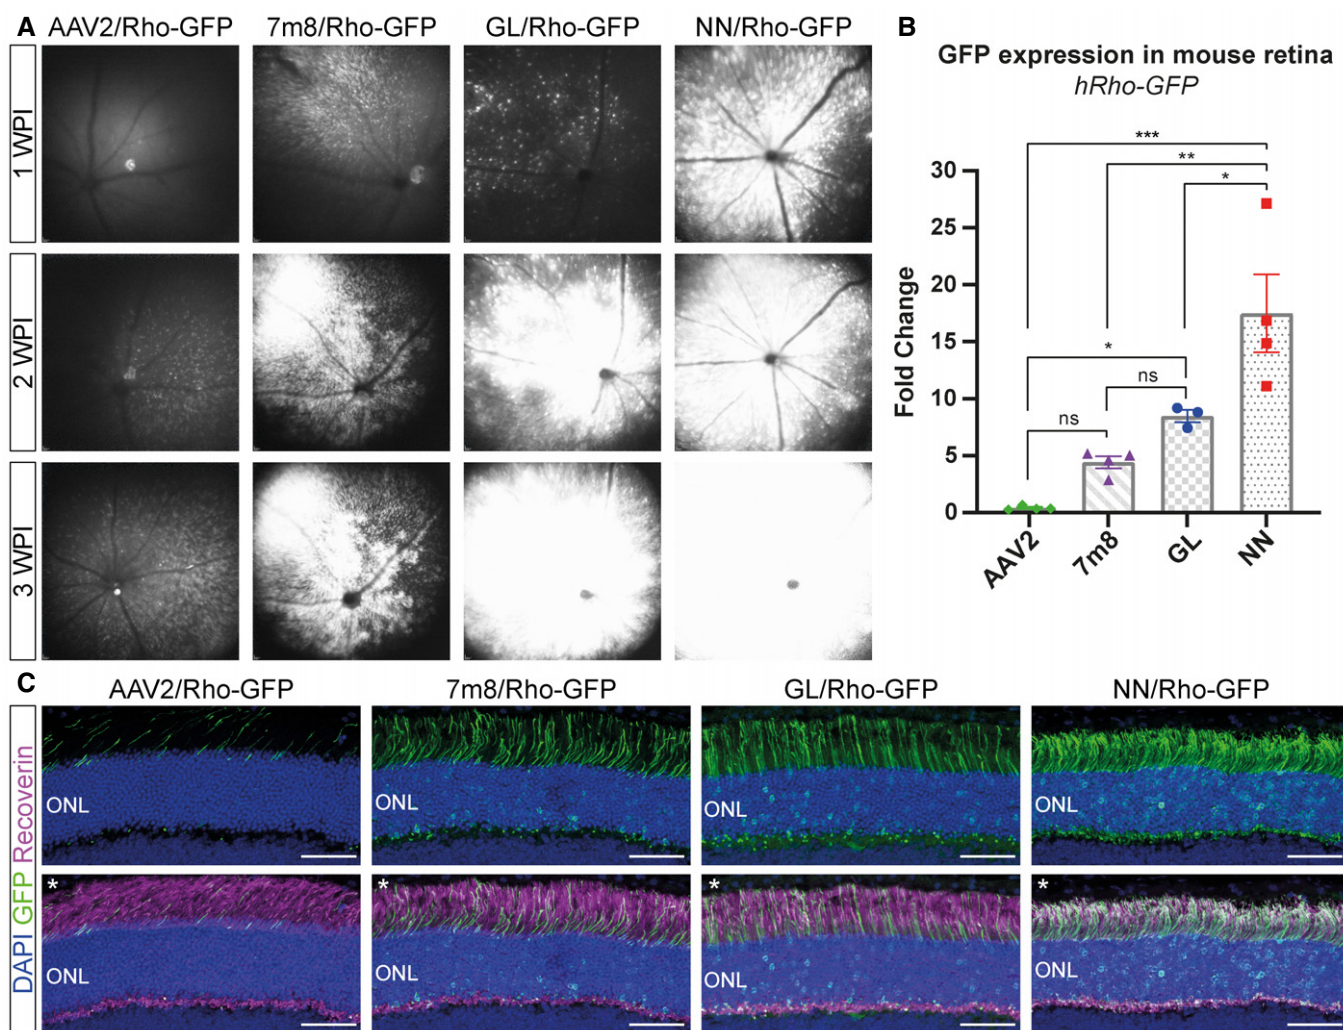 A
AAV2/Rho-GFP 7m8/Rho-GFP GL/Rho-GFP NN/Rho-GFP
1 WPI
2 WPI
3 WPI
B
GFP expression in mouse retina
hRho-GFP
***
**
*
*
ns
ns
Fold Change
30
25
20
15
10
5
0
AAV2 7m8 GL NN
C
AAV2/Rho-GFP 7m8/Rho-GFP GL/Rho-GFP NN/Rho-GFP
DAPI GFP Recoverin
ONL ONL ONL ONL
* * * *
ONL ONL ONL ONL